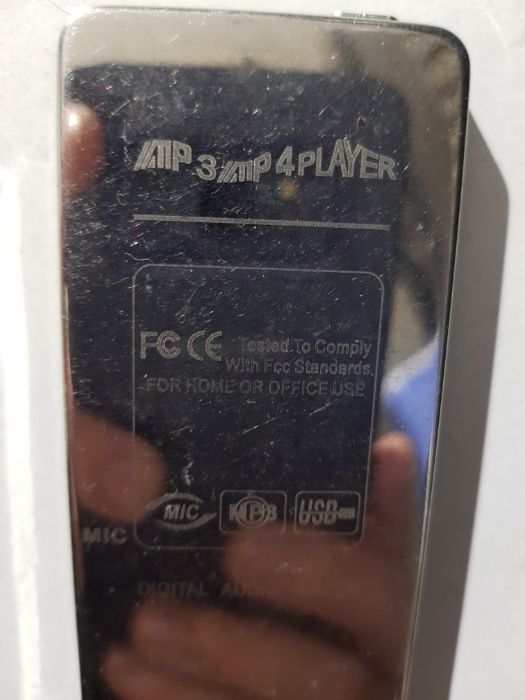 MP3/MP4 PLAYER
FC CE Tested To Comply
With Fcc Standards
FOR HOME OR OFFICE USE
MIC MP3 USB
MIC
DIGITAL